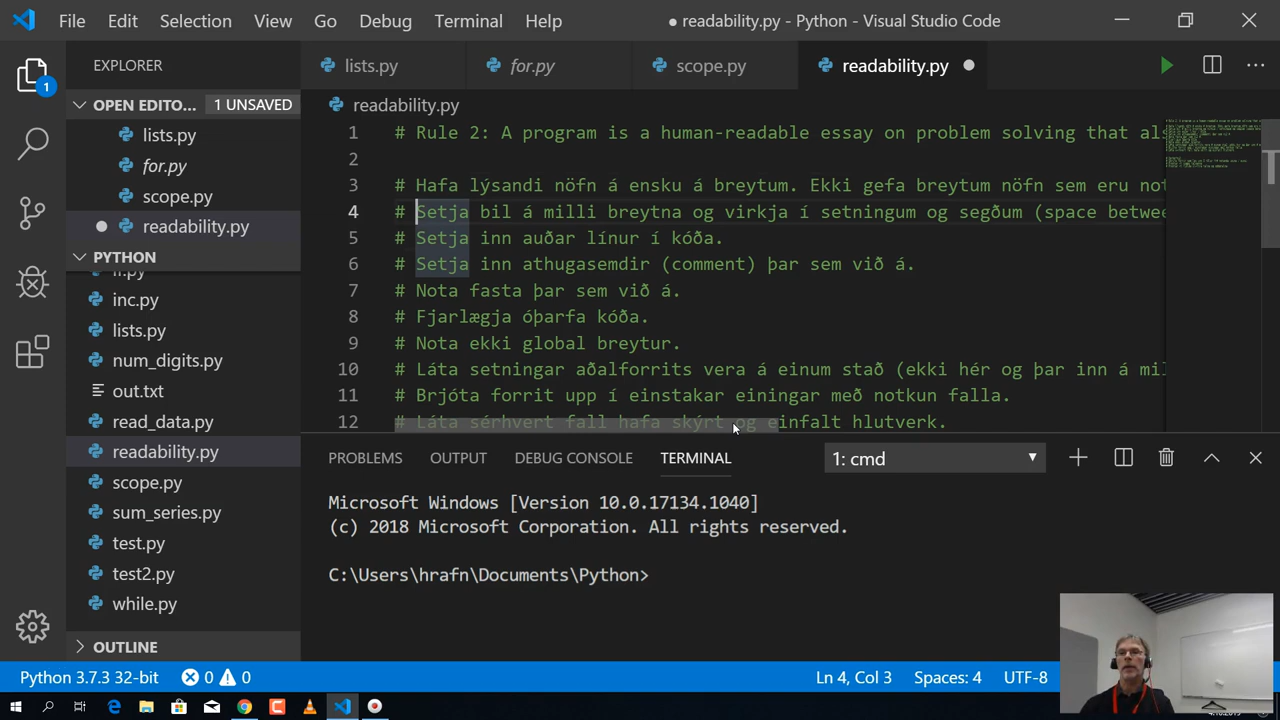 File Edit Selection View Go Debug Terminal Help ● readability.py - Python - Visual Studio Code
EXPLORER
lists.py for.py scope.py readability.py
OPEN EDITO... 1 UNSAVED
lists.py
for.py
scope.py
readability.py
PYTHON
inc.py
lists.py
num_digits.py
out.txt
read_data.py
readability.py
scope.py
sum_series.py
test.py
test2.py
while.py
OUTLINE
1
readability.py
1 # Rule 2: A program is a human-readable essay on problem solving that al
2
3 # Hafa lýsandi nöfn á ensku á breytum. Ekki gefa breytum nöfn sem eru not
4 # Setja bil á milli breytna og virkja í setningum og segðum (space betwee
5 # Setja inn auðar línur í kóða.
6 # Setja inn athugasemdir (comment) þar sem við á.
7 # Nota fasta þar sem við á.
8 # Fjarlægja óþarfa kóða.
9 # Nota ekki global breytur.
10 # Láta setningar aðalforrits vera á einum stað (ekki hér og þar inn á mil
11 # Brjóta forrit upp í einstakar einingar með notkun falla.
12 # Láta sérhvert fall hafa skýrt og einfalt hlutverk.
PROBLEMS OUTPUT DEBUG CONSOLE TERMINAL 1: cmd
Microsoft Windows [Version 10.0.17134.1040]
(c) 2018 Microsoft Corporation. All rights reserved.
C:\Users\hrafn\Documents\Python>
Python 3.7.3 32-bit 0 0 Ln 4, Col 3 Spaces: 4 UTF-8